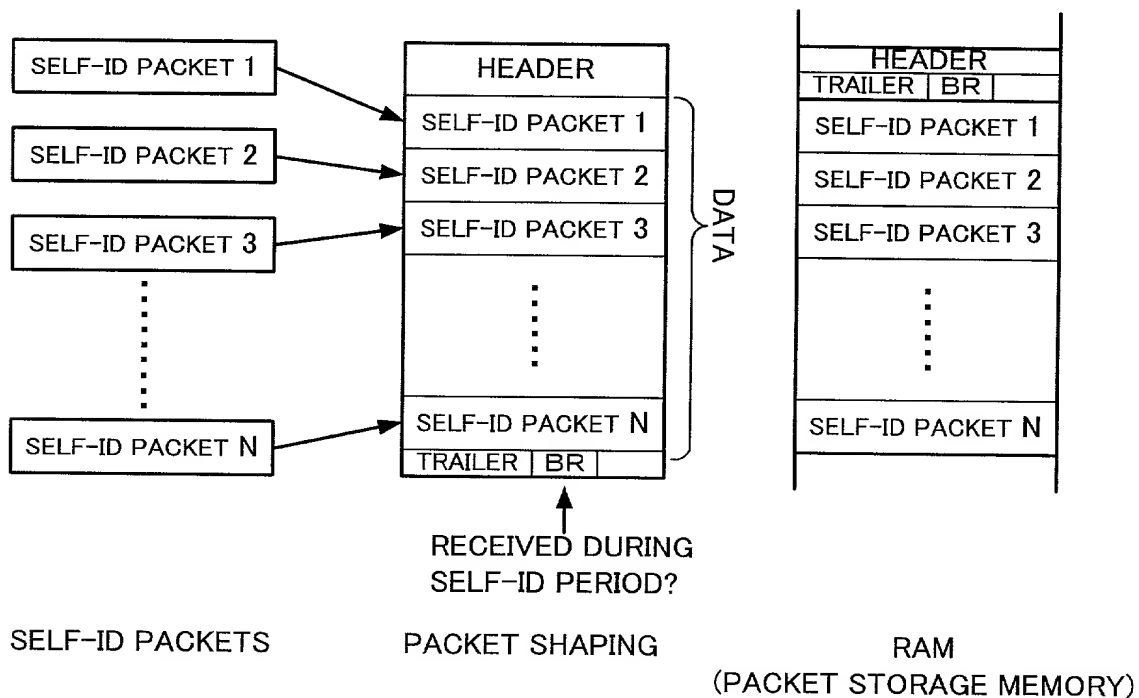 SELF-ID PACKET 1
SELF-ID PACKET 2
SELF-ID PACKET 3
SELF-ID PACKET N
SELF-ID PACKETS
HEADER
SELF-ID PACKET 1
SELF-ID PACKET 2
SELF-ID PACKET 3
SELF-ID PACKET N
TRAILER BR
DATA
RECEIVED DURING
SELF-ID PERIOD?
PACKET SHAPING
HEADER
TRAILER BR
SELF-ID PACKET 1
SELF-ID PACKET 2
SELF-ID PACKET 3
SELF-ID PACKET N
RAM
(PACKET STORAGE MEMORY)